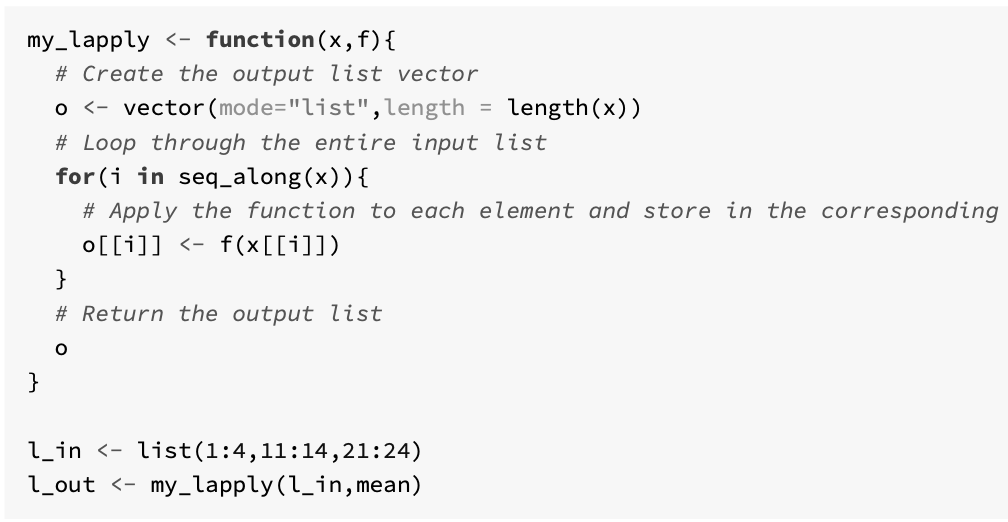 my_lapply <- function(x,f){
  # Create the output list vector
  o <- vector(mode="list",length = length(x))
  # Loop through the entire input list
  for(i in seq_along(x)){
    # Apply the function to each element and store in the corresponding
    o[[i]] <- f(x[[i]])
  }
  # Return the output list
  o
}

l_in <- list(1:4,11:14,21:24)
l_out <- my_lapply(l_in,mean)